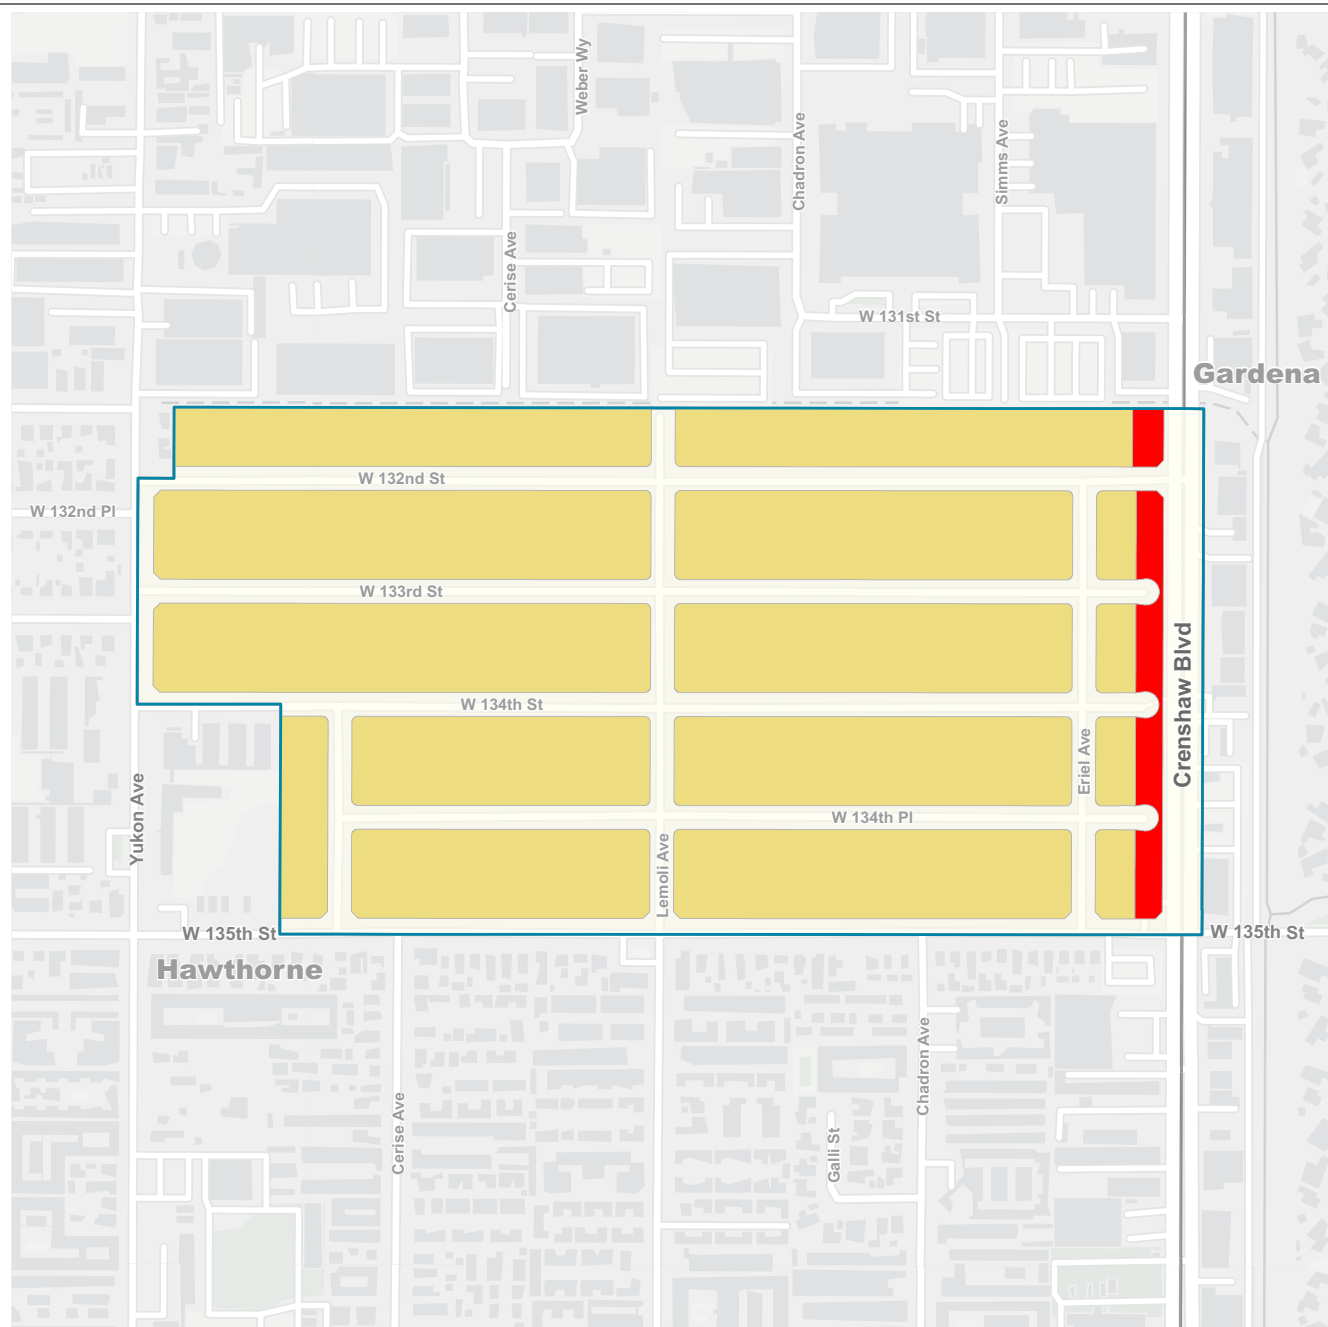 Weber Wy
Chadron Ave
Simms Ave
Cerise Ave
W 131st St
Gardena
W 132nd St
W 132nd Pl
W 133rd St
Crenshaw Blvd
W 134th St
Eriel Ave
Yukon Ave
W 134th Pl
Lemoli Ave
W 135th St
W 135th St
Hawthorne
Chadron Ave
Cerise Ave
Galli St